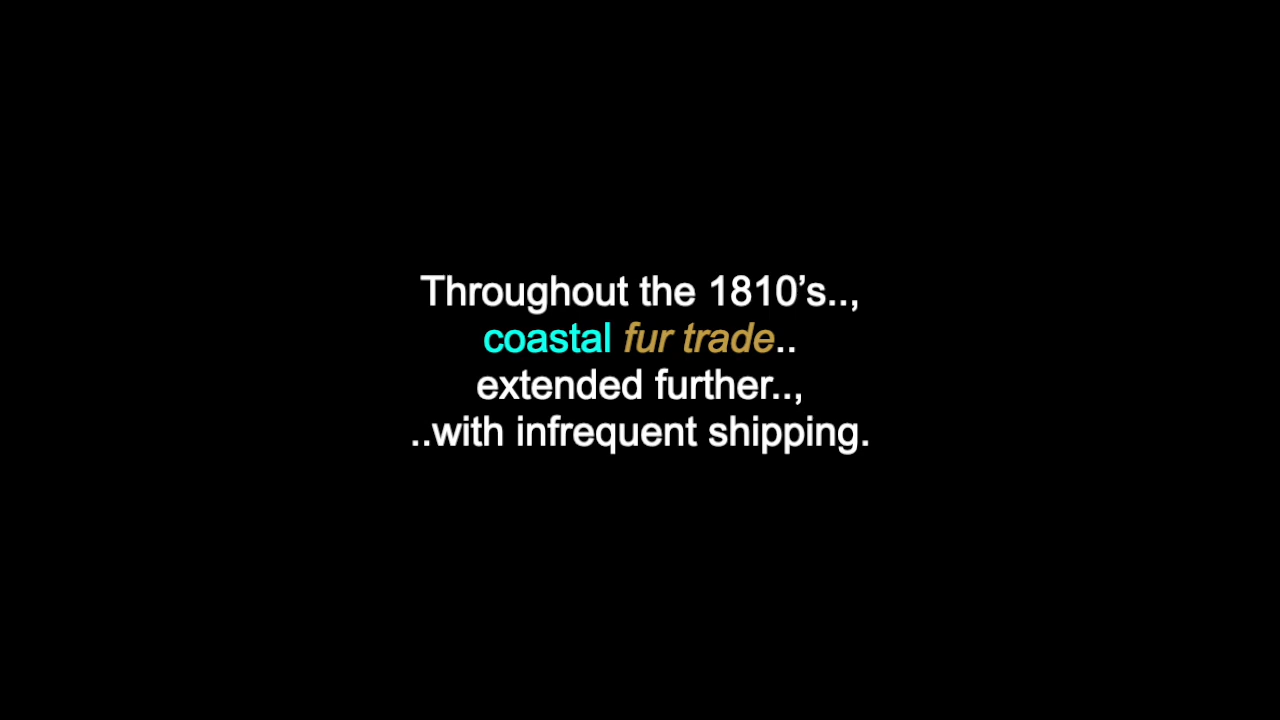 Throughout the 1810’s..,
coastal fur trade..
extended further..,
..with infrequent shipping.